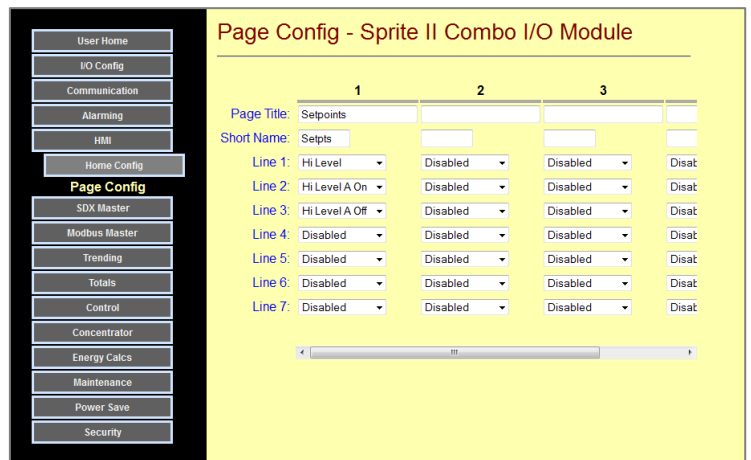 User Home
I/O Config
Communication
Alarming
HMI
Home Config
Page Config
SDX Master
Modbus Master
Trending
Totals
Control
Concentrator
Energy Calcs
Maintenance
Power Save
Security
Page Config - Sprite II Combo I/O Module
1 2 3
Page Title: Setpoints
Short Name: Setpts
Line 1: Hi Level Disabled Disabled Disab
Line 2: Hi Level A On Disabled Disabled Disab
Line 3: Hi Level A Off Disabled Disabled Disab
Line 4: Disabled Disabled Disabled Disab
Line 5: Disabled Disabled Disabled Disab
Line 6: Disabled Disabled Disabled Disab
Line 7: Disabled Disabled Disabled Disab